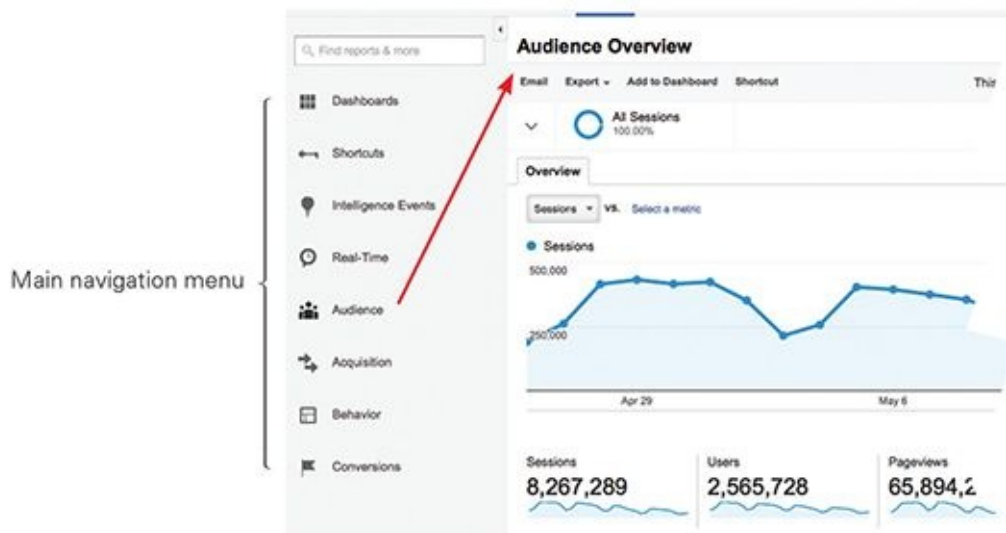 Main navigation menu
Find reports & more
Dashboards
Shortcuts
Intelligence Events
Real-Time
Audience
Acquisition
Behavior
Conversions
Audience Overview
Email Export Add to Dashboard Shortcut
All Sessions
100.00%
Overview
Sessions VS. Select a metric
Sessions
500,000
250,000
Apr 29 May 6
Sessions Users Pageviews
8,267,289 2,565,728